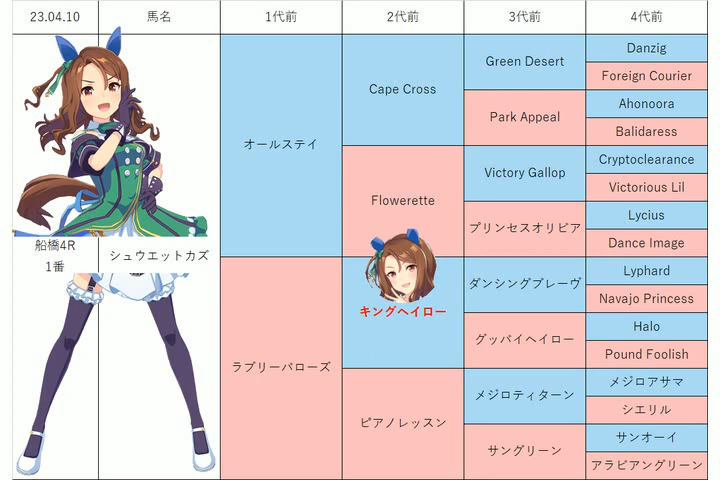 23.04.10
馬名
1代前
2代前
3代前
4代前
船橋4R
1番
シュウエットカズ
オールステイ
ラブリーバローズ
Cape Cross
Flowerette
キングヘイロー
ピアノレッスン
Green Desert
Park Appeal
Victory Gallop
プリンセスオリビア
ダンシングブレーヴ
グッバイヘイロー
メジロティターン
サングリーン
Danzig
Foreign Courier
Ahonoora
Balidaress
Cryptoclearance
Victorious Lil
Lycius
Dance Image
Lyphard
Navajo Princess
Halo
Pound Foolish
メジロアサマ
シエリル
サンオーイ
アラビアングリーン